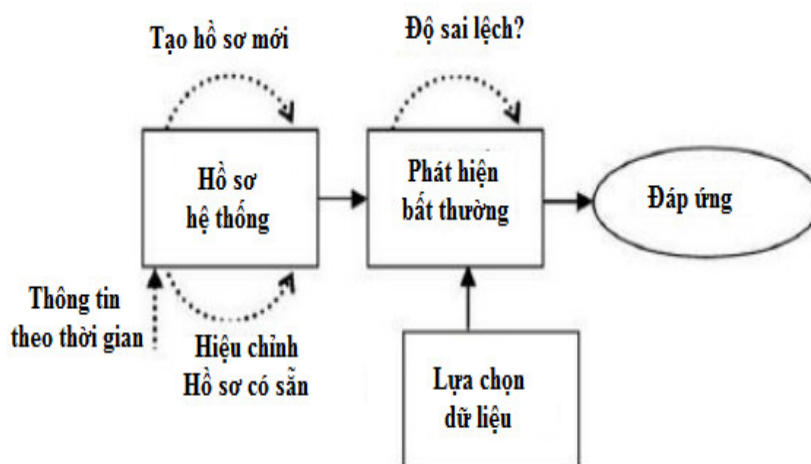 Tạo hồ sơ mới
Độ sai lệch?
Hồ sơ
hệ thống
Phát hiện
bất thường
Đáp ứng
Thông tin
theo thời gian
Hiệu chỉnh
Hồ sơ có sẵn
Lựa chọn
dữ liệu